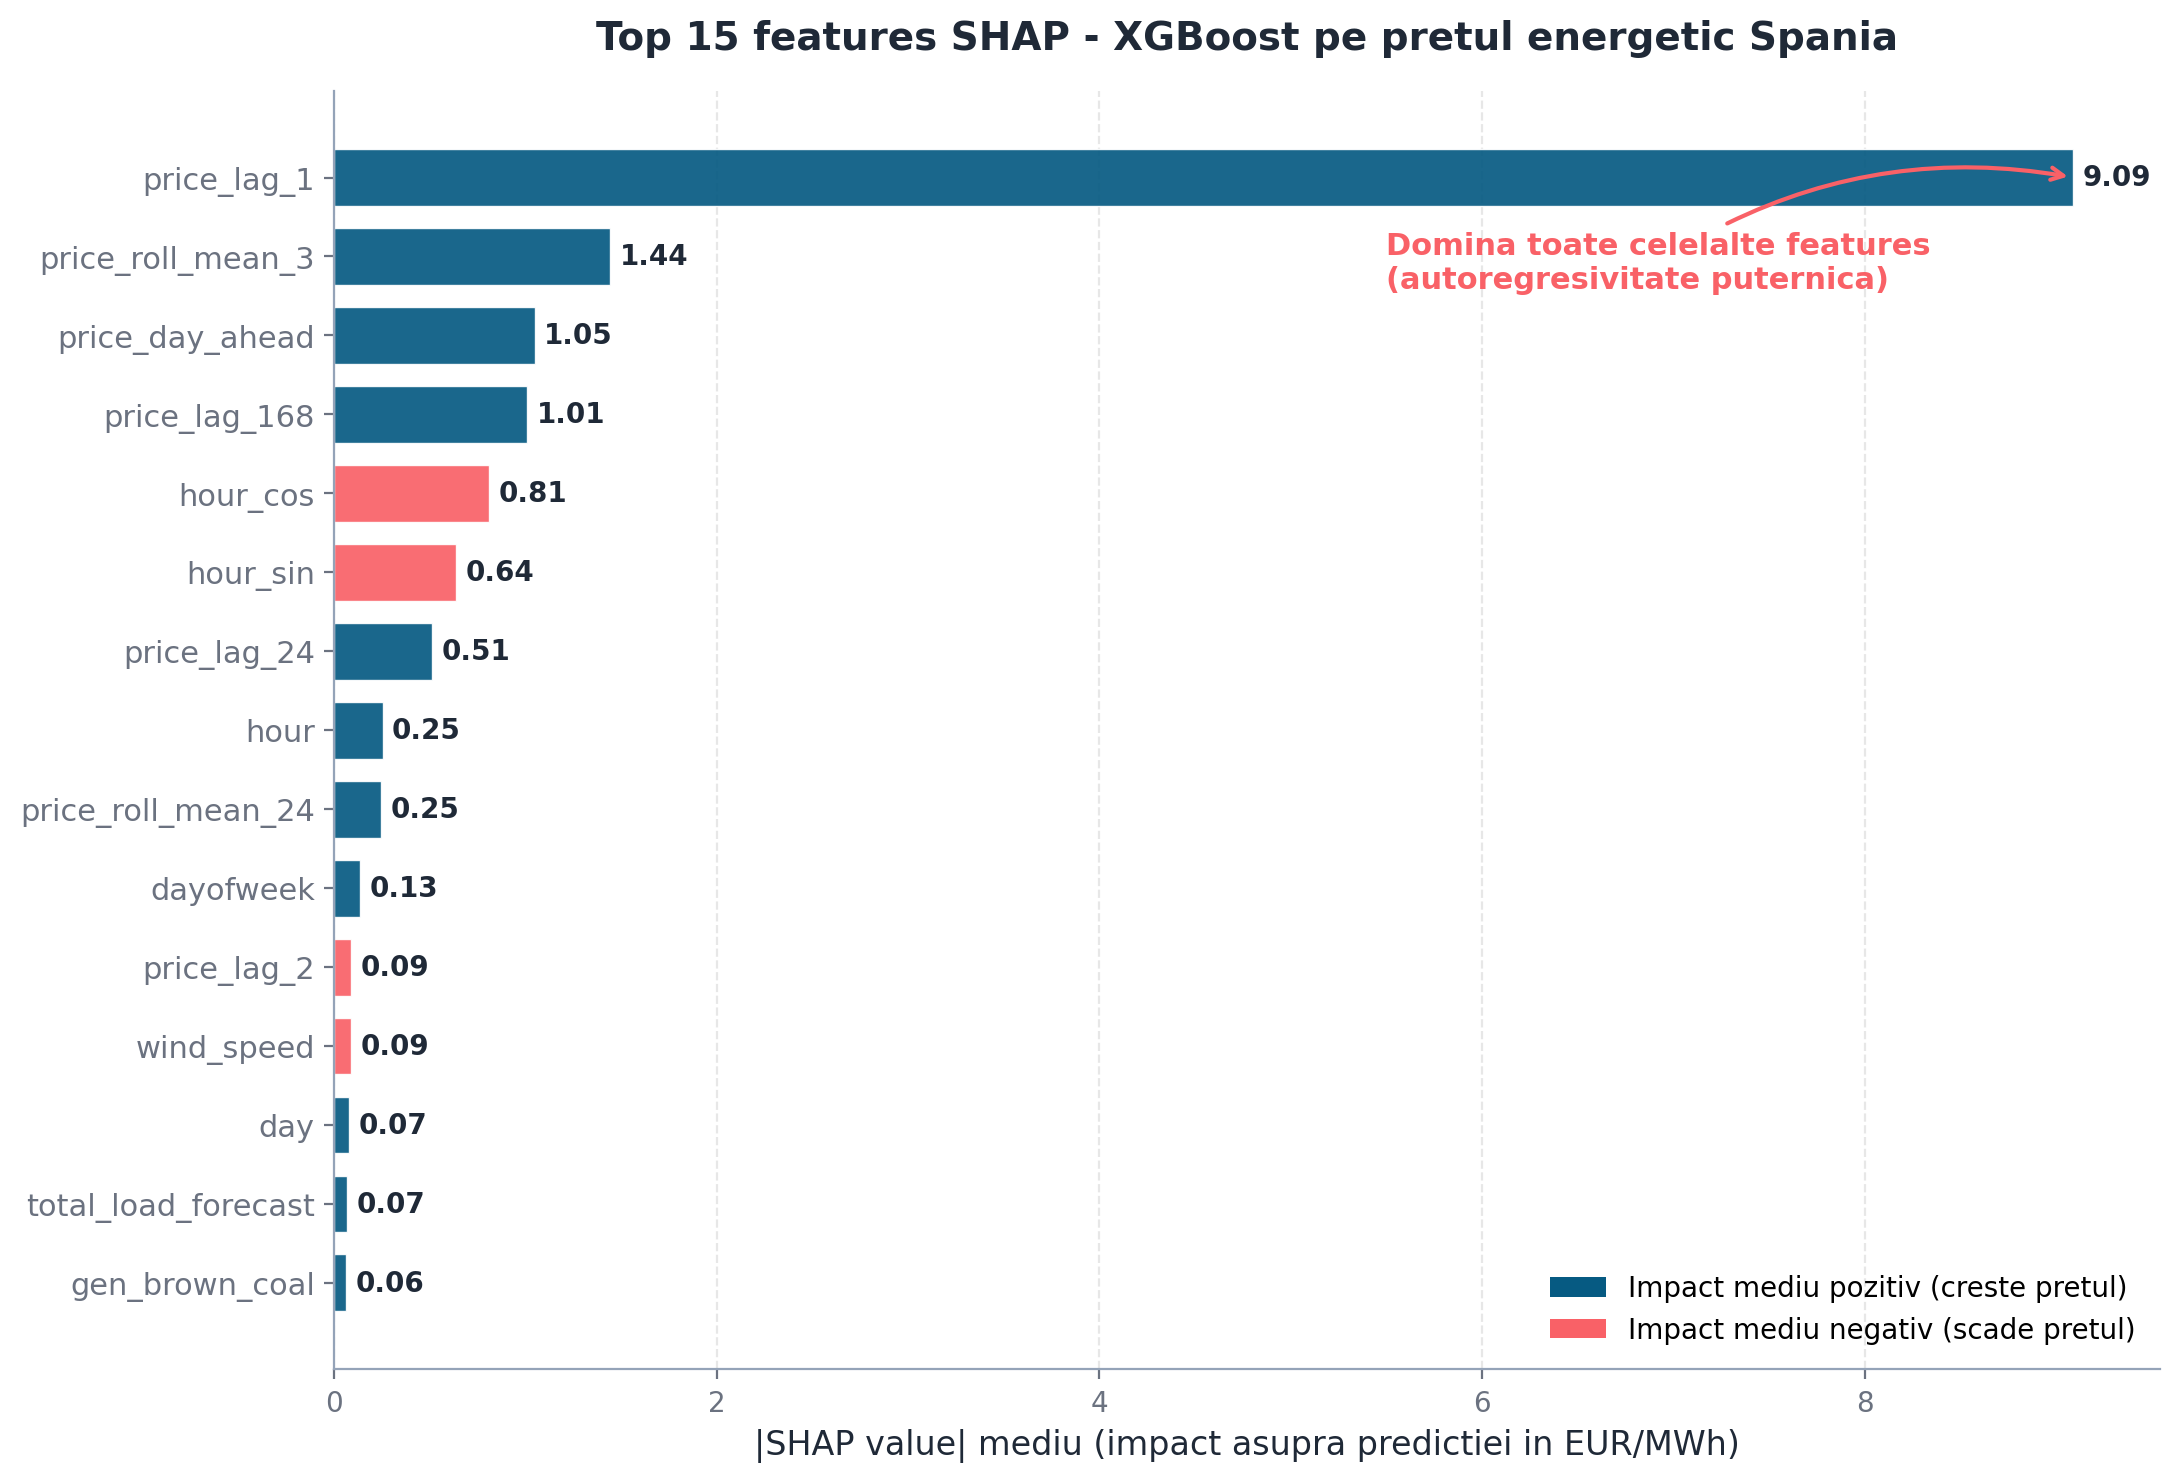 Top 15 features SHAP - XGBoost pe pretul energetic Spania
price_lag_1
9.09
Domina toate celelalte features
(autoregresivitate puternica)
price_roll_mean_3
1.44
price_day_ahead
1.05
price_lag_168
1.01
hour_cos
0.81
hour_sin
0.64
price_lag_24
0.51
hour
0.25
price_roll_mean_24
0.25
dayofweek
0.13
price_lag_2
0.09
wind_speed
0.09
day
0.07
total_load_forecast
0.07
gen_brown_coal
0.06
Impact mediu pozitiv (creste pretul)
Impact mediu negativ (scade pretul)
0 2 4 6 8
|SHAP value| mediu (impact asupra predictiei in EUR/MWh)